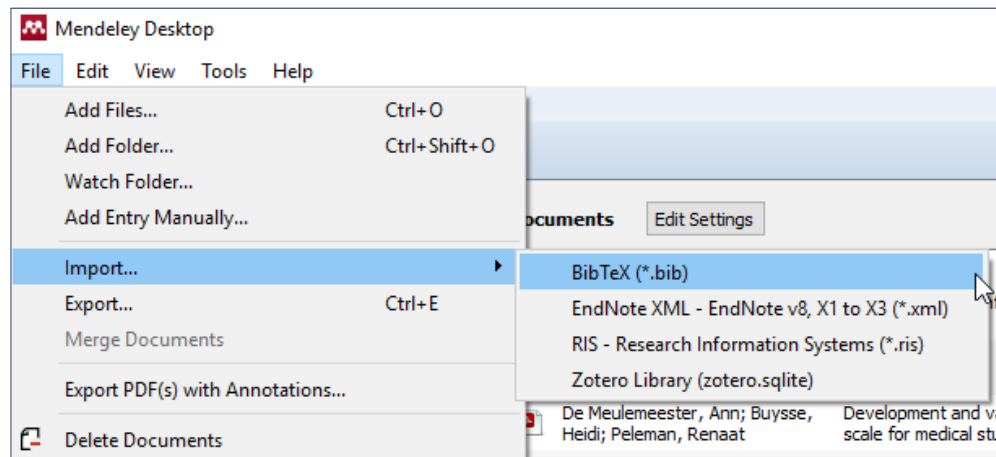 Mendeley Desktop
File Edit View Tools Help
Add Files... Ctrl+O
Add Folder... Ctrl+Shift+O
Watch Folder...
Add Entry Manually...
ocuments Edit Settings
Import...
BibTeX (*.bib)
Export... Ctrl+E
EndNote XML - EndNote v8, X1 to X3 (*.xml)
Merge Documents
RIS - Research Information Systems (*.ris)
Export PDF(s) with Annotations...
Zotero Library (zotero.sqlite)
De Meulemeester, Ann; Buysse, Development and va
Heidi; Peleman, Renaat scale for medical stu
Delete Documents